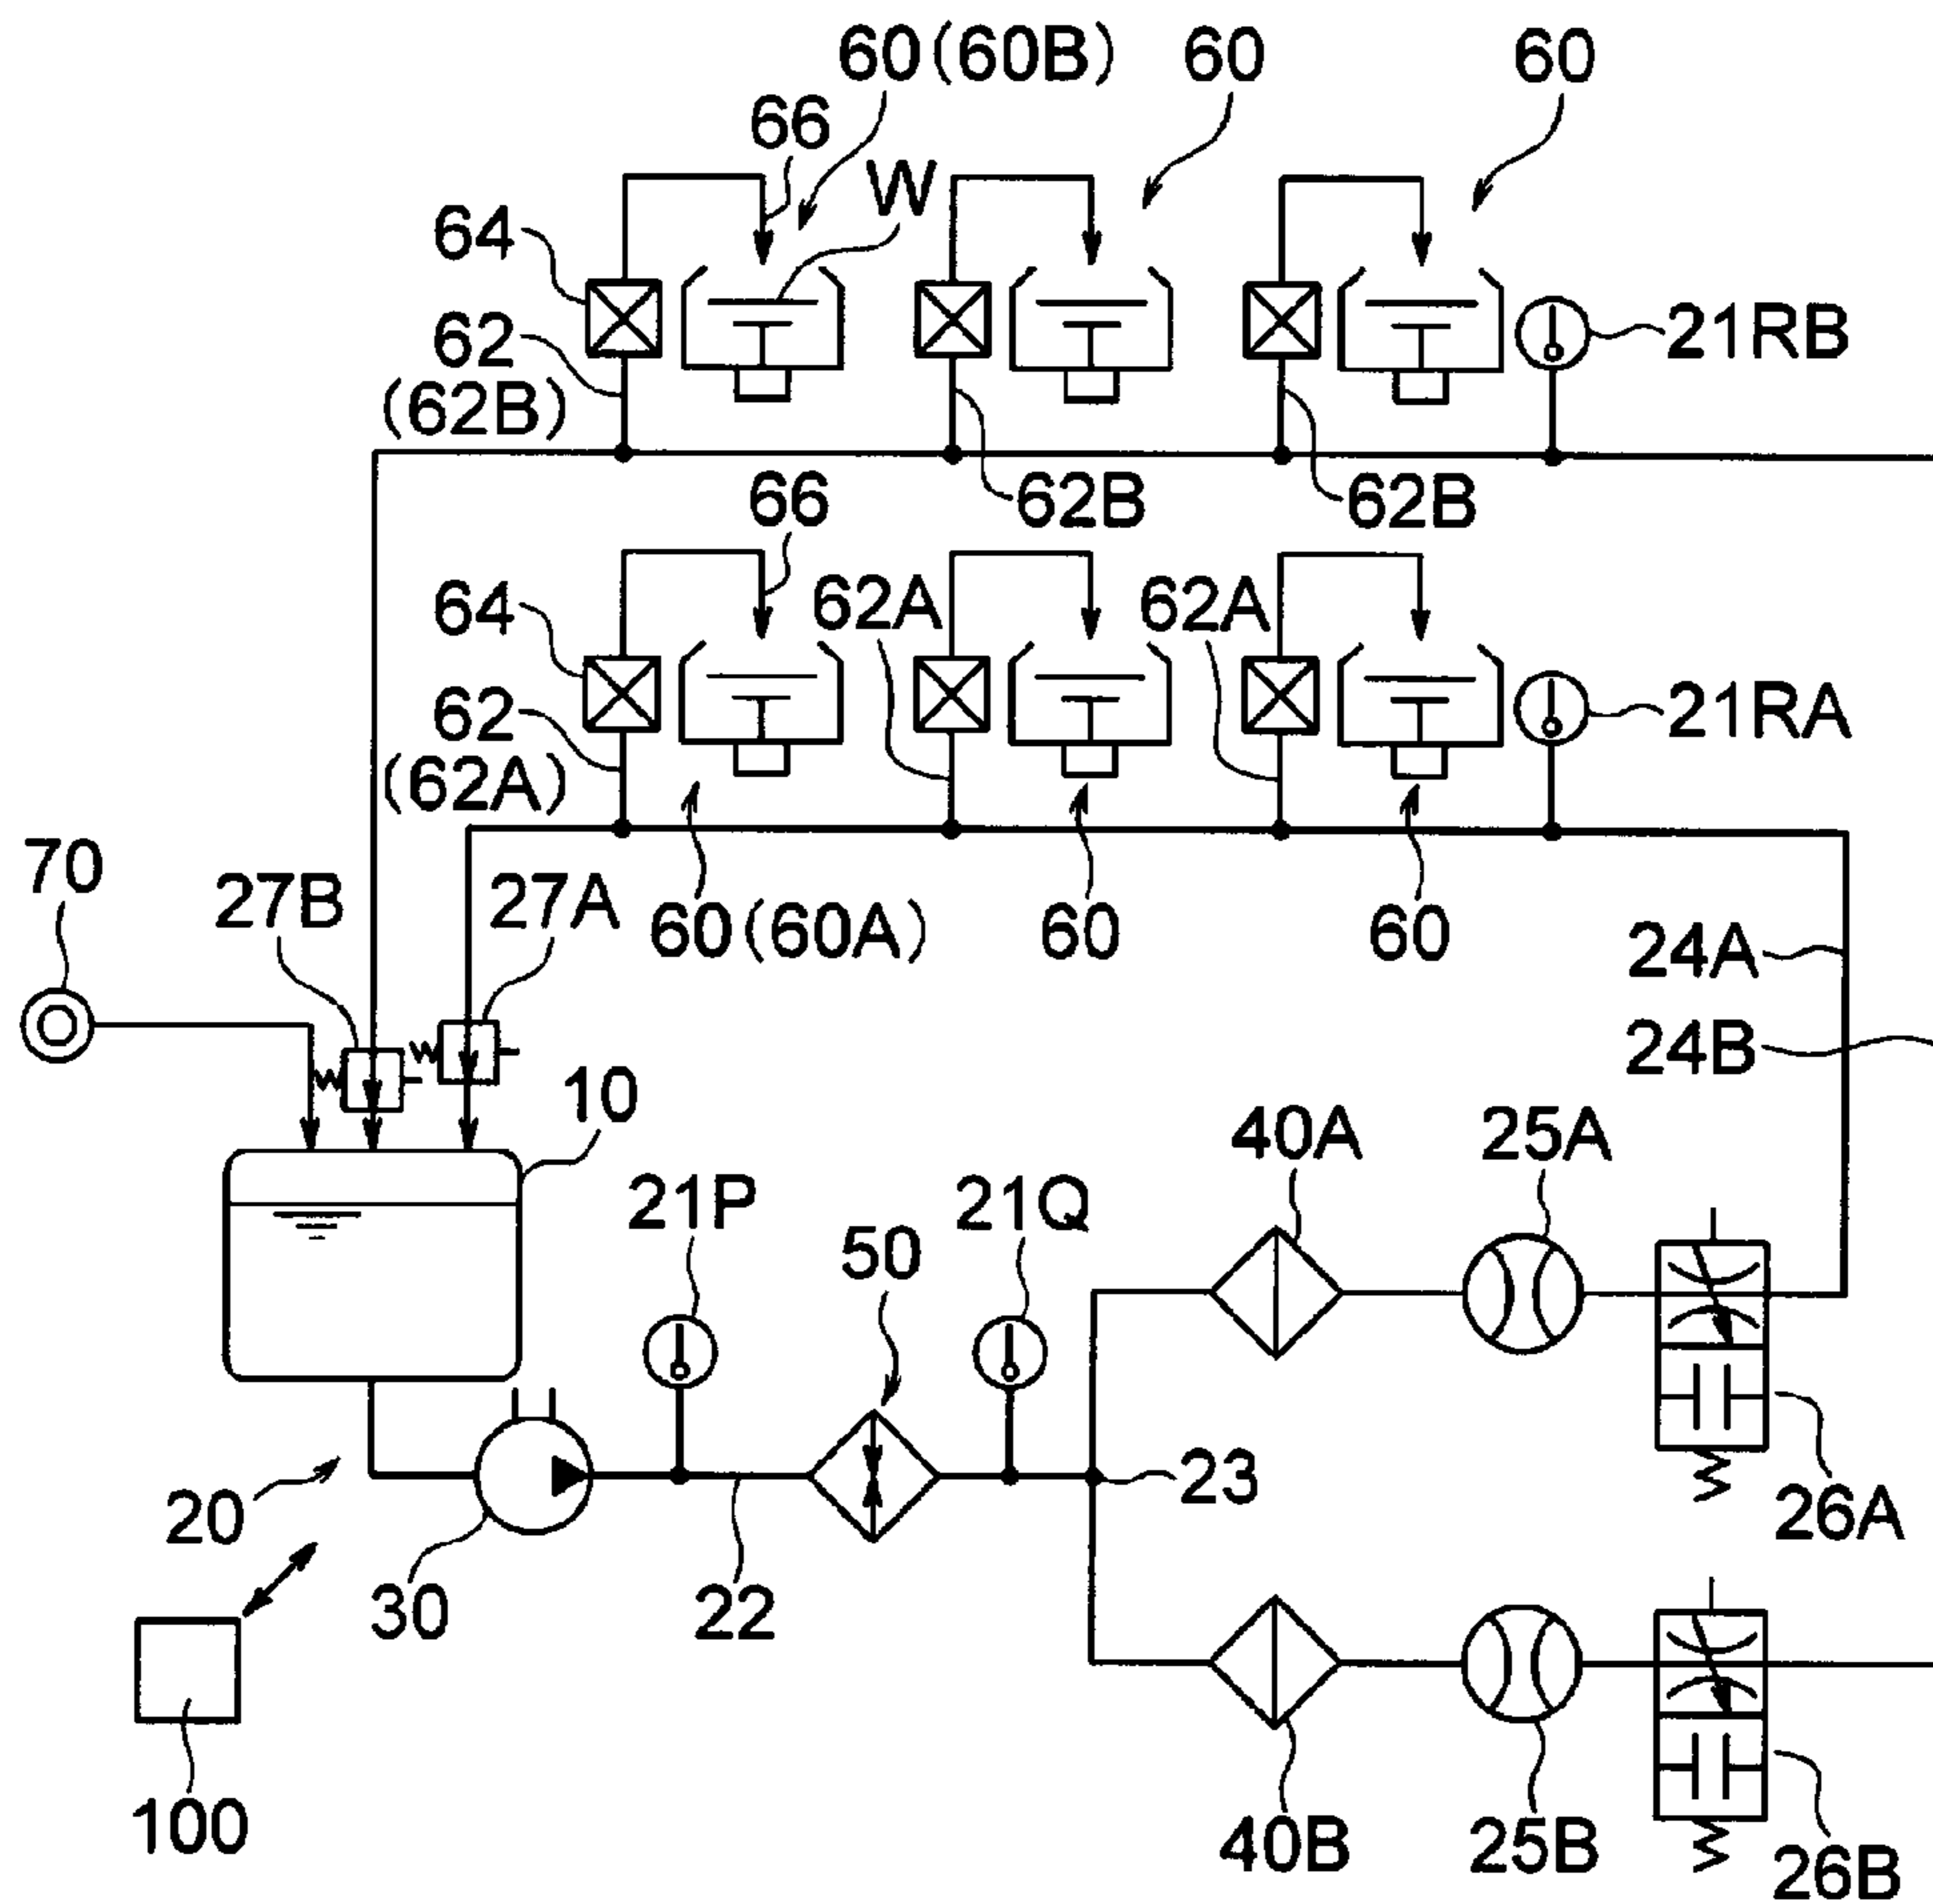 60(60B) 60 60
66
W
64
62
(62B)
21RB
62B 62B
66
64
62A 62A
62
(62A)
21RA
70
27B 27A
60(60A) 60 60
24A
24B
10
40A 25A
21P 21Q
50
23
20
26A
30 22
100
40B 25B 26B